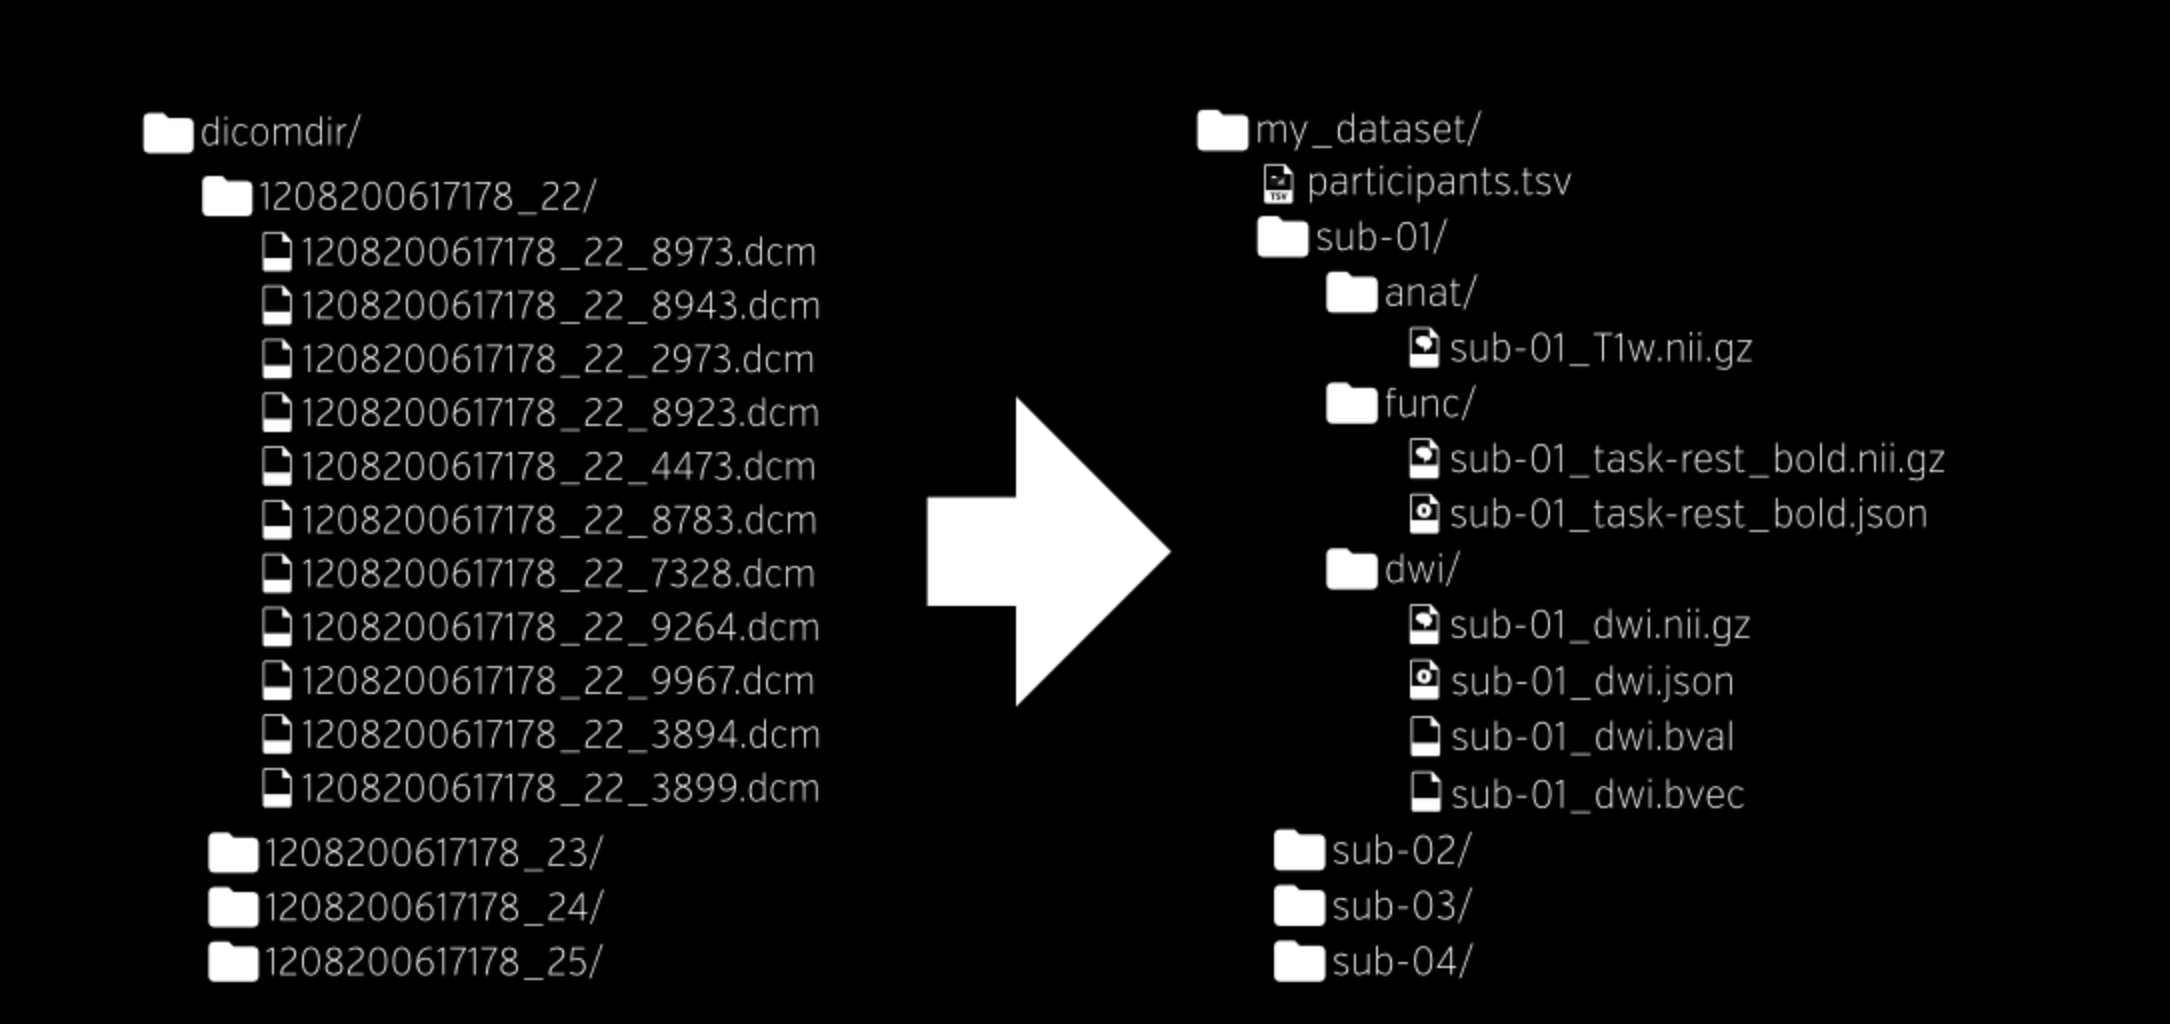 dicomdir/
1208200617178_22/
1208200617178_22_8973.dcm
1208200617178_22_8943.dcm
1208200617178_22_2973.dcm
1208200617178_22_8923.dcm
1208200617178_22_4473.dcm
1208200617178_22_8783.dcm
1208200617178_22_7328.dcm
1208200617178_22_9264.dcm
1208200617178_22_9967.dcm
1208200617178_22_3894.dcm
1208200617178_22_3899.dcm
1208200617178_23/
1208200617178_24/
1208200617178_25/
my_dataset/
TSV
participants.tsv
sub-01/
anat/
sub-01_T1w.nii.gz
func/
sub-01_task-rest_bold.nii.gz
sub-01_task-rest_bold.json
dwi/
sub-01_dwi.nii.gz
sub-01_dwi.json
sub-01_dwi.bval
sub-01_dwi.bvec
sub-02/
sub-03/
sub-04/